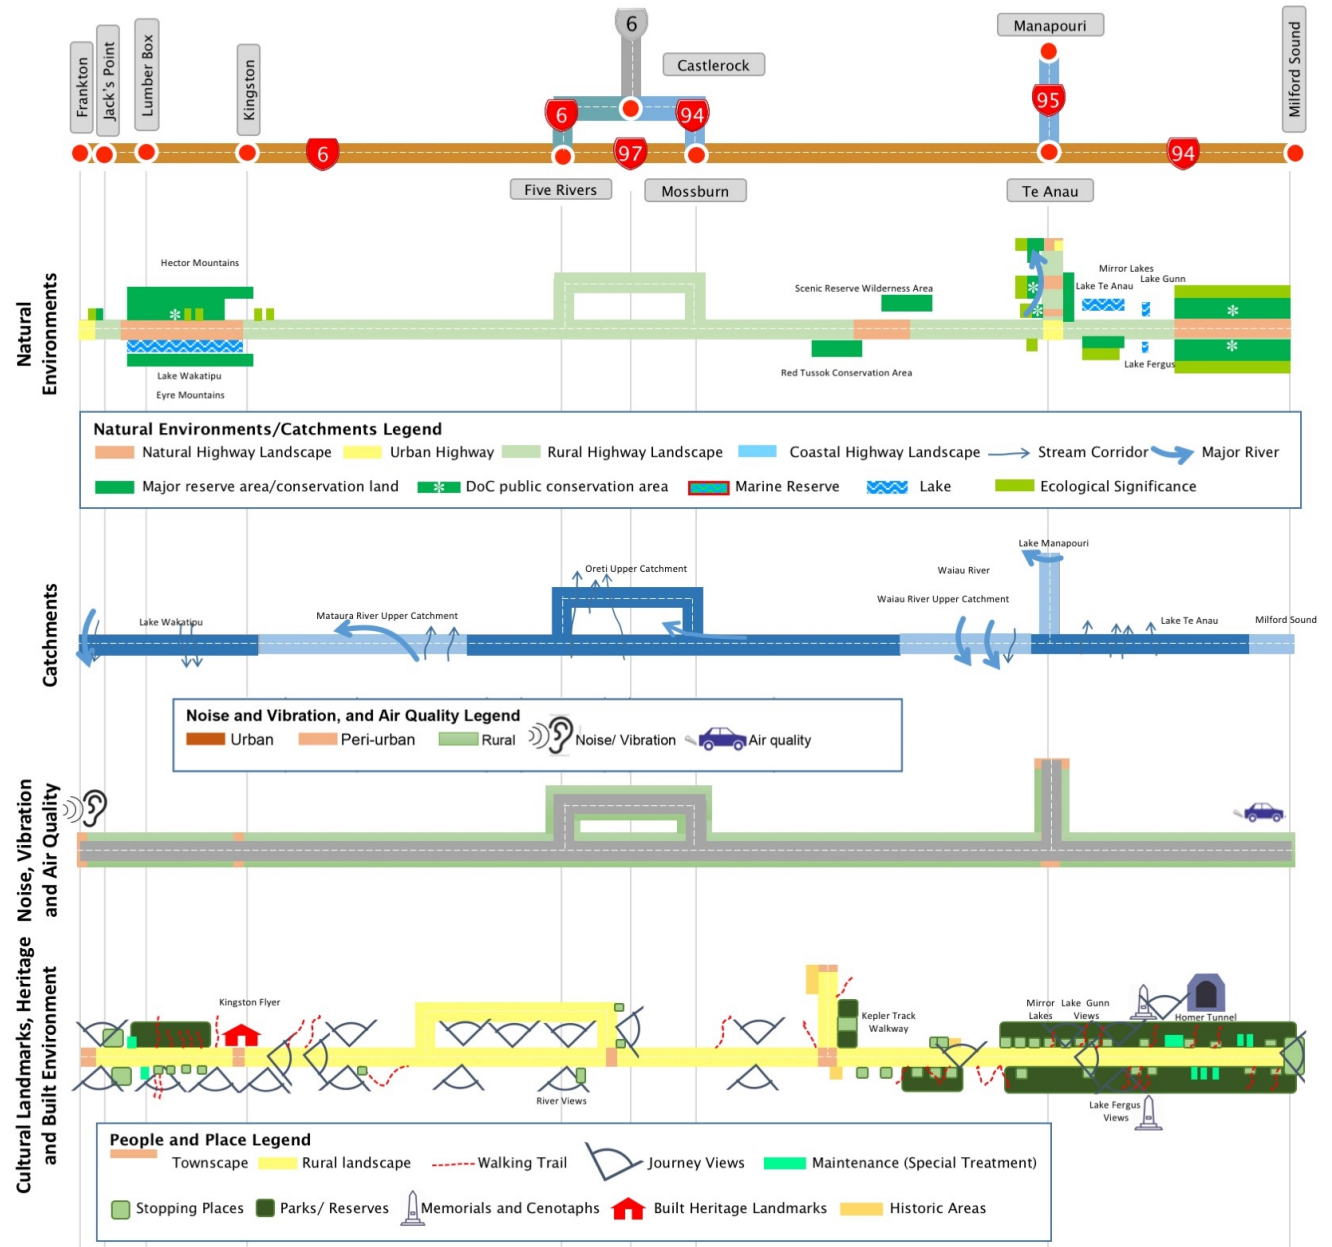 Frankton
Jack's Point
Lumber Box
Kingston
6
Castlerock
Manapouri
Milford Sound
6
94
95
6
97
94
Five Rivers
Mossburn
Te Anau
Natural
Environments
Hector Mountains
Lake Wakatipu
Eyre Mountains
Scenic Reserve Wilderness Area
Red Tussok Conservation Area
Mirror Lakes
Lake Gunn
Lake Te Anau
Lake Fergus
Natural Environments/Catchments Legend
Natural Highway Landscape
Urban Highway
Rural Highway Landscape
Coastal Highway Landscape
Stream Corridor
Major River
Major reserve area/conservation land
DoC public conservation area
Marine Reserve
Lake
Ecological Significance
Catchments
Lake Wakatipu
Mataura River Upper Catchment
Oreti Upper Catchment
Waiau River
Waiau River Upper Catchment
Lake Manapouri
Lake Te Anau
Milford Sound
Noise and Vibration, and Air Quality Legend
Urban
Peri-urban
Rural
Noise/ Vibration
Air quality
Noise, Vibration
and Air Quality
Cultural Landmarks, Heritage
and Built Environment
Kingston Flyer
River Views
Kepler Track
Walkway
Mirror
Lakes
Lake Gunn
Views
Homer Tunnel
Lake Fergus
Views
People and Place Legend
Townscape
Rural landscape
Walking Trail
Journey Views
Maintenance (Special Treatment)
Stopping Places
Parks/ Reserves
Memorials and Cenotaphs
Built Heritage Landmarks
Historic Areas